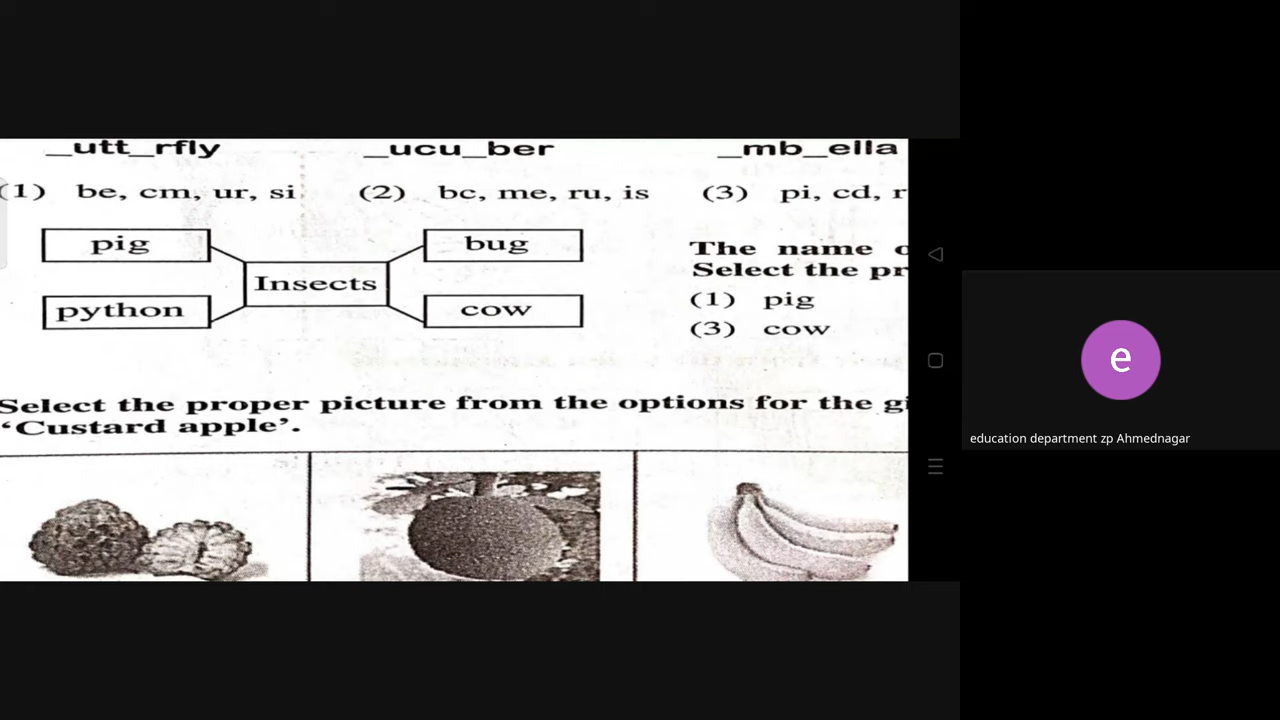 _utt_rfly _ucu_ber _mb_ella
(1) be, cm, ur, si (2) bc, me, ru, is (3) pi, cd, r
pig
python
Insects
bug
cow
The name o
Select the pr
(1) pig
(3) cow
Select the proper picture from the options for the gi
‘Custard apple’.
e
education department zp Ahmednagar